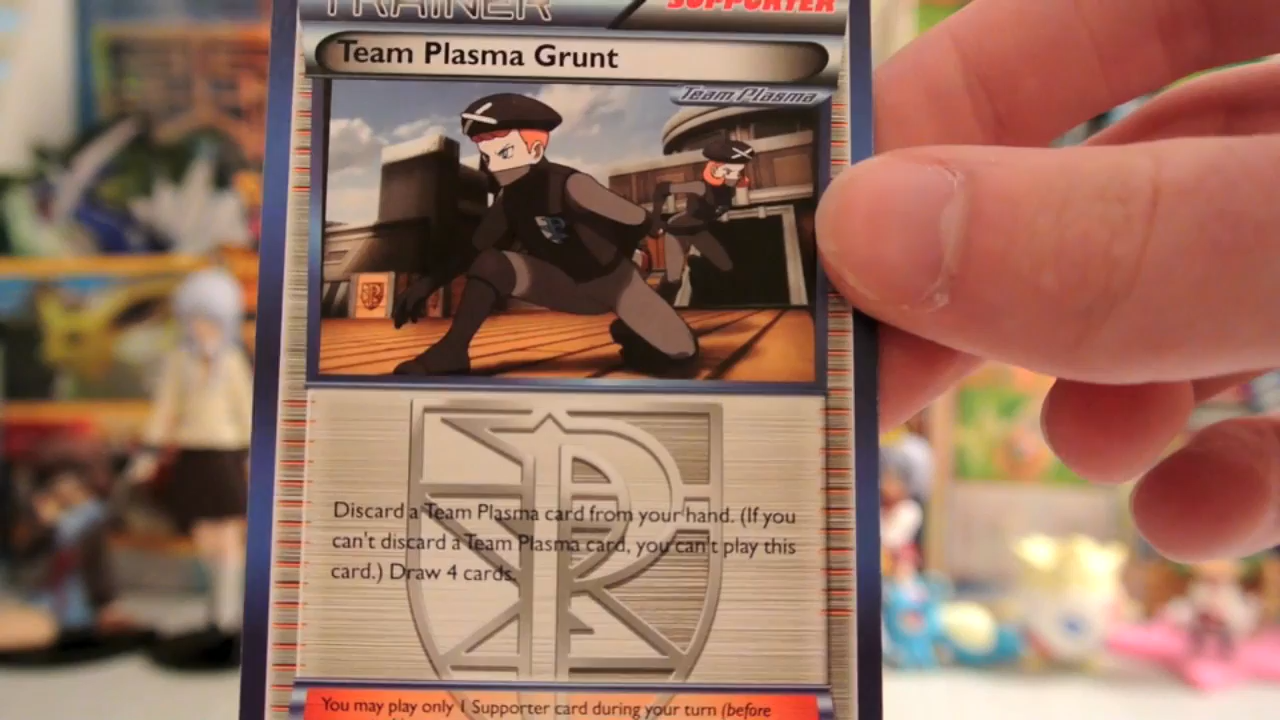 TRAINER SUPPORTER
Team Plasma Grunt
Team Plasma
Discard a Team Plasma card from your hand. (If you
can't discard a Team Plasma card, you can't play this
card.) Draw 4 cards.
You may play only 1 Supporter card during your turn (before